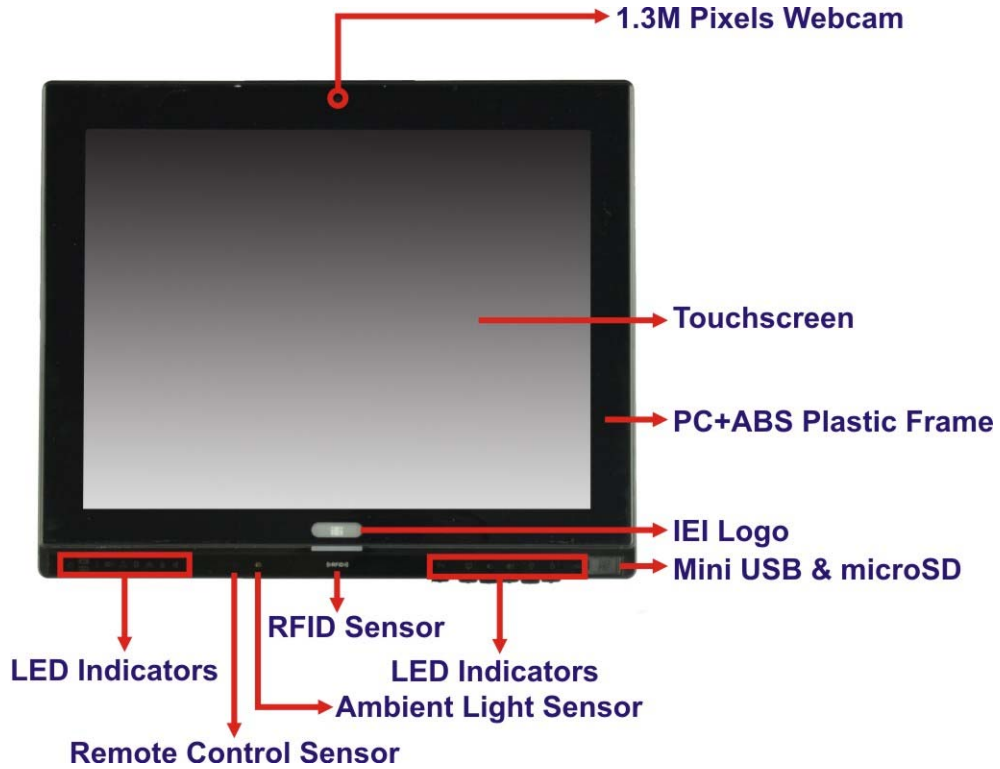 1.3M Pixels Webcam
Touchscreen
PC+ABS Plastic Frame
IEI Logo
Mini USB & microSD
RFID Sensor
LED Indicators
LED Indicators
Ambient Light Sensor
Remote Control Sensor